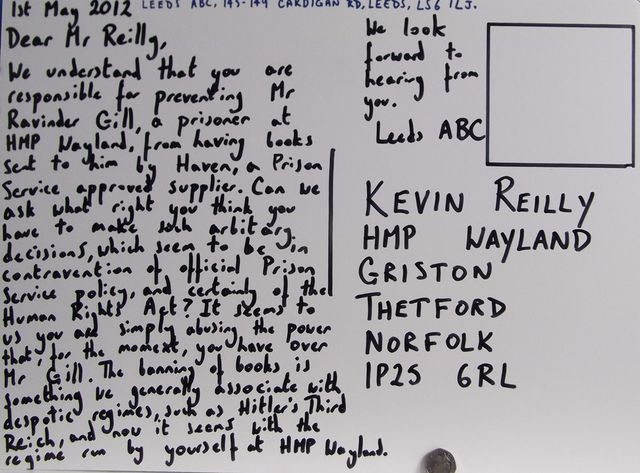 1st May 2012 LEEDS ABC, 145-149 CARDIGAN RD, LEEDS, LS6 1LJ.
Dear Mr Reilly,
We understand that you are
responsible for preventing Mr
Ravinder Gill, a prisoner at
HMP Wayland, from having books
sent to him by Haven, a Prison
Service approved supplier. Can we
ask what right you think you
have to make such arbitary
decisions, which seem to be in
contravention of official Prison
Service policy, and certainly of the
Human Rights Act? It seems to
us you are simply abusing the power
that, for the moment, you have over
Mr Gill. The banning of books is
something we generally associate with
despotic regimes, such as Hitler's Third
Reich, and now it seems with the
regime run by yourself at HMP Wayland.
We look
forward to
hearing from
you.
Leeds ABC
KEVIN REILLY
HMP WAYLAND
GRISTON
THETFORD
NORFOLK
IP25 6RL